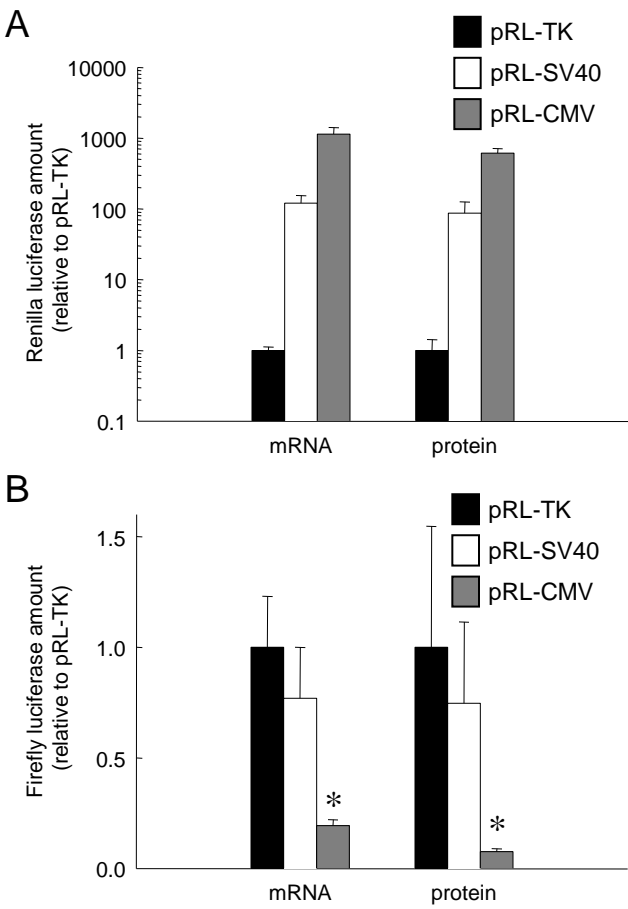 A
pRL-TK
pRL-SV40
pRL-CMV
Renilla luciferase amount
(relative to pRL-TK)
10000
1000
100
10
1
0.1
mRNA protein
B
pRL-TK
pRL-SV40
pRL-CMV
Firefly luciferase amount
(relative to pRL-TK)
1.5
1.0
0.5
0.0
* *
mRNA protein